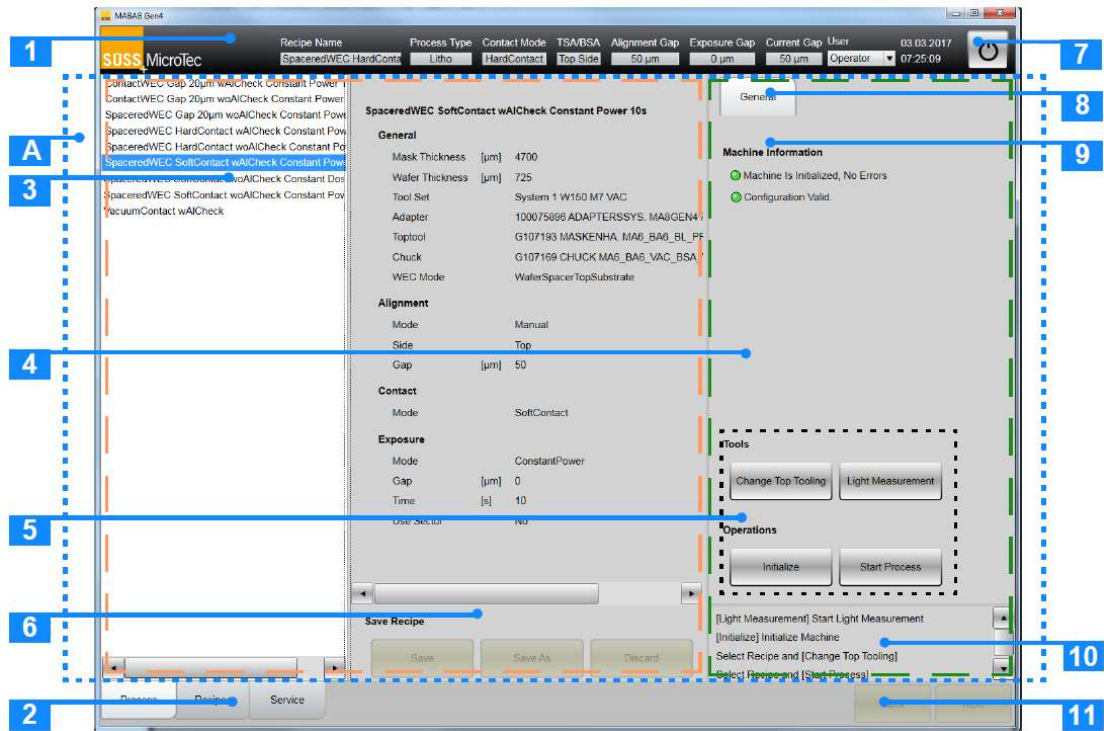 MABA8 Gen4
SÜSS MicroTec
Recipe Name
SpaceredWEC HardConta
Process Type
Litho
Contact Mode
HardContact
TSA/BSA
Top Side
Alignment Gap
50 µm
Exposure Gap
0 µm
Current Gap
50 µm
User
Operator
03.03.2017
07:25:09
1
7
A
3
4
5
6
2
8
9
10
11
ContactWEC Gap 20µm wAlCheck Constant Power
ContactWEC Gap 20µm woAlCheck Constant Power
SpaceredWEC Gap 20µm woAlCheck Constant Powe
SpaceredWEC HardContact wAlCheck Constant Pow
SpaceredWEC HardContact woAlCheck Constant Po
SpaceredWEC SoftContact wAlCheck Constant Powe
SpaceredWEC SoftContact woAlCheck Constant Dos
SpaceredWEC SoftContact woAlCheck Constant Pow
VacuumContact wAlCheck
SpaceredWEC SoftContact wAlCheck Constant Power 10s
General
Mask Thickness [µm] 4700
Wafer Thickness [µm] 725
Tool Set System 1 W150 M7 VAC
Adapter 100075896 ADAPTERSSYS. MA8GEN4
Toptool G107193 MASKENHA. MA6_BA6_BL_PF
Chuck G107169 CHUCK MA6_BA6_VAC_BSA_
WEC Mode WaferSpacerTopSubstrate
Alignment
Mode Manual
Side Top
Gap [µm] 50
Contact
Mode SoftContact
Exposure
Mode ConstantPower
Gap [µm] 0
Time [s] 10
Use Sector No
Save Recipe
Save Save As Discard
General
Machine Information
Machine Is Initialized, No Errors
Configuration Valid.
Tools
Change Top Tooling Light Measurement
Operations
Initialize Start Process
[Light Measurement] Start Light Measurement
[Initialize] Initialize Machine
Select Recipe and [Change Top Tooling]
Select Recipe and [Start Process]
Process Recipe Service
Next